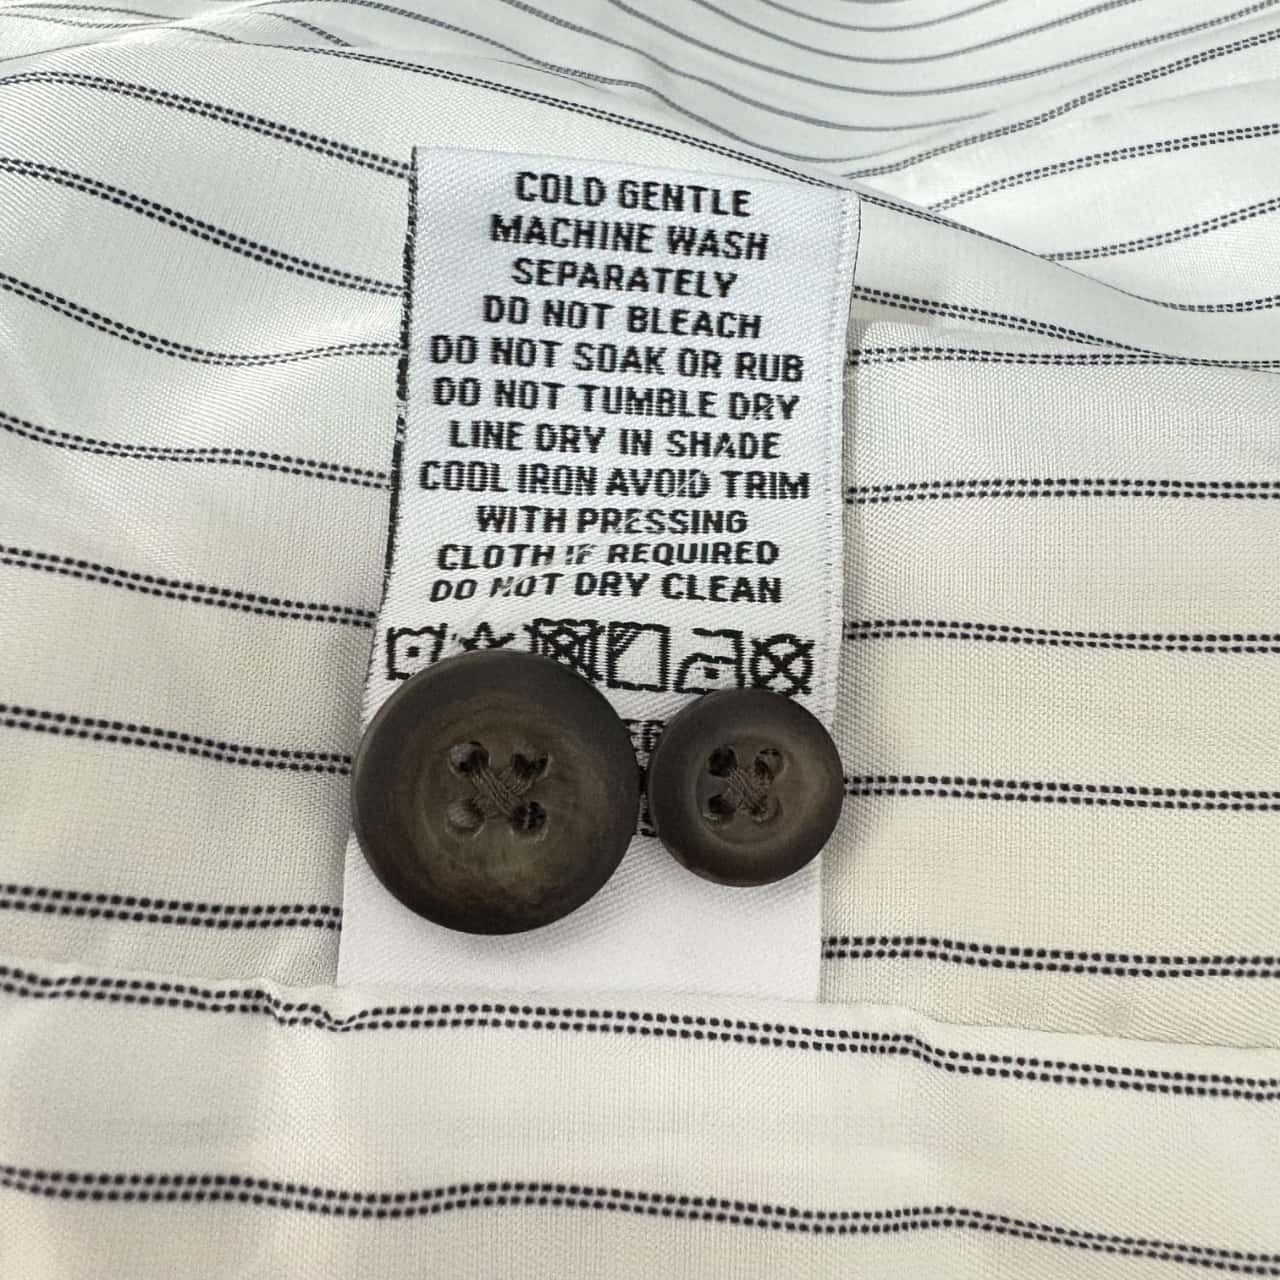 COLD GENTLE
MACHINE WASH
SEPARATELY
DO NOT BLEACH
DO NOT SOAK OR RUB
DO NOT TUMBLE DRY
LINE DRY IN SHADE
COOL IRON AVOID TRIM
WITH PRESSING
CLOTH IF REQUIRED
DO NOT DRY CLEAN